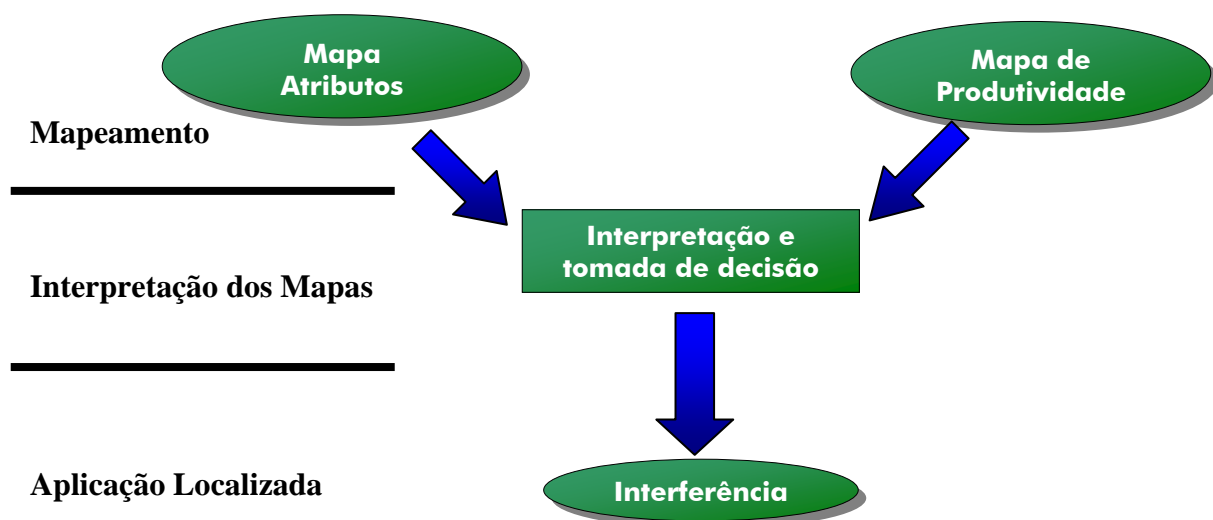 Mapa
Atributos
Mapa de
Produtividade
Mapeamento
Interpretação e
tomada de decisão
Interpretação dos Mapas
Aplicação Localizada
Interferência